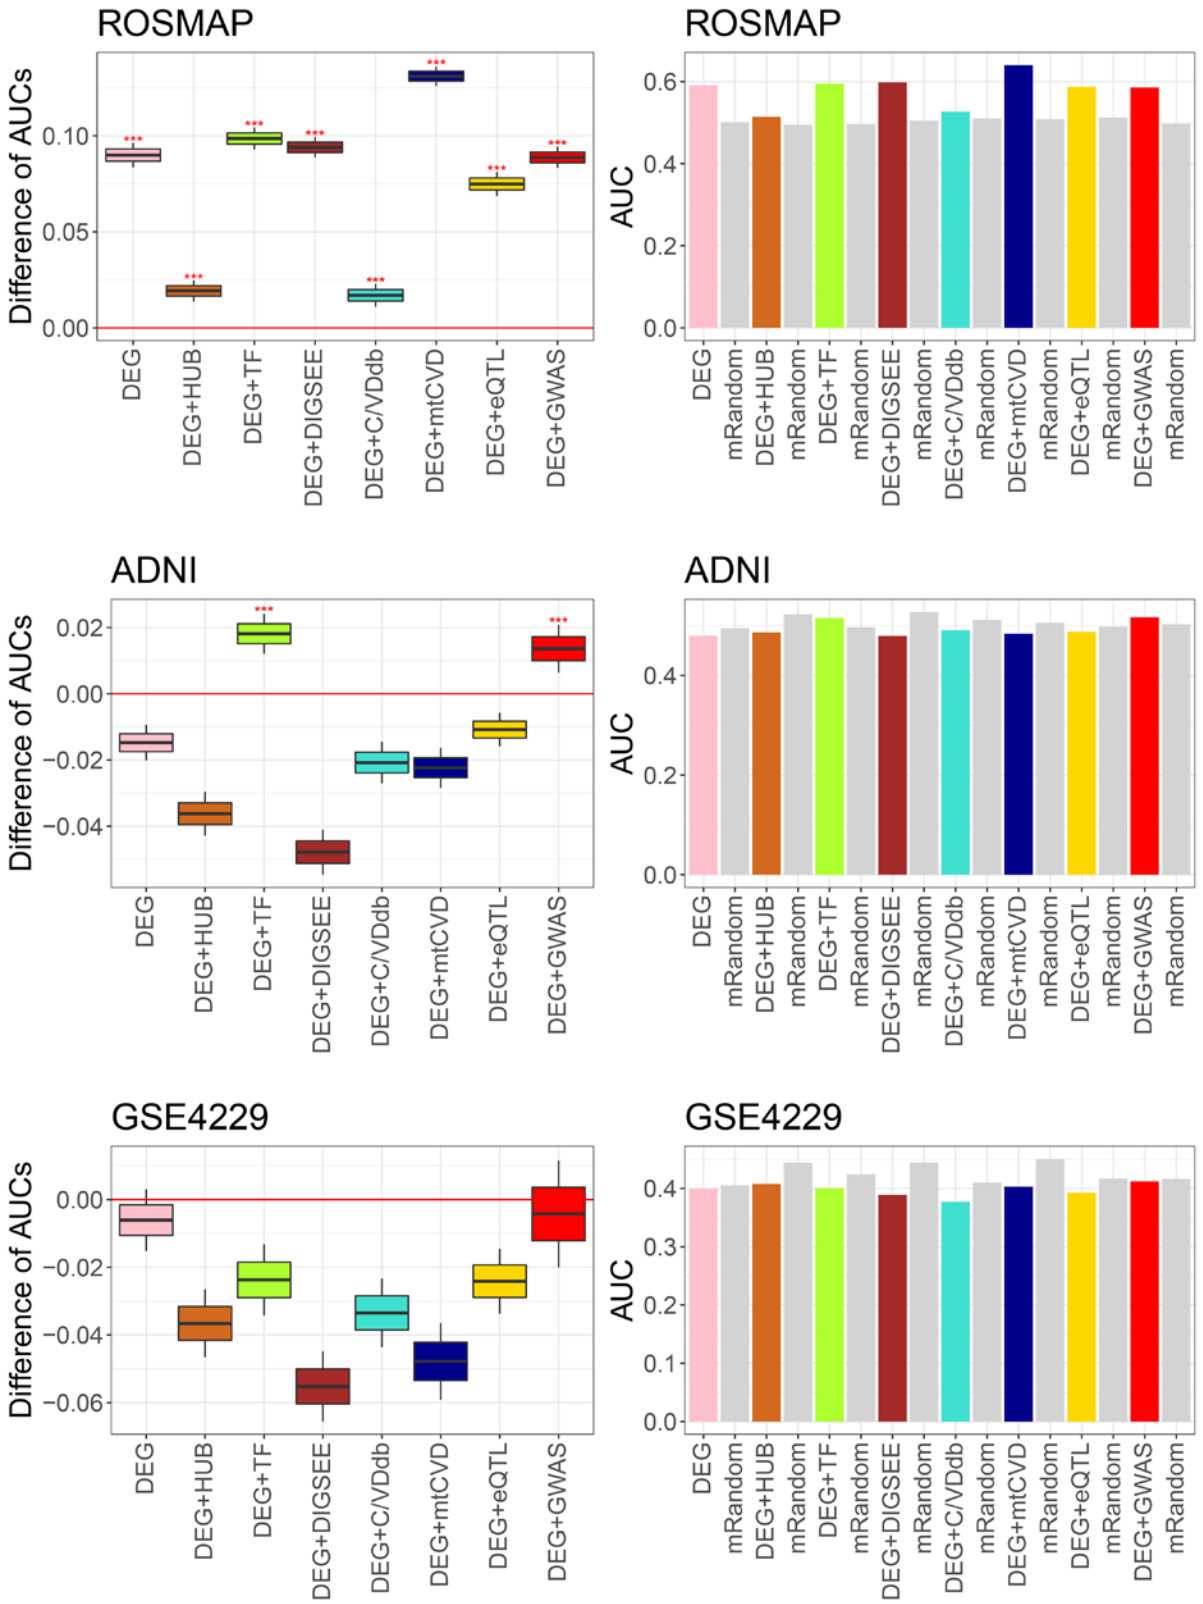 ROSMAP
Difference of AUCs
0.10
0.05
0.00
***
***
***
***
***
***
***
***
DEG
DEG+HUB
DEG+TF
DEG+DIGSEE
DEG+C/VDdb
DEG+mtCVD
DEG+eQTL
DEG+GWAS
ROSMAP
AUC
0.6
0.4
0.2
0.0
DEG
mRandom
DEG+HUB
mRandom
DEG+TF
mRandom
DEG+DIGSEE
mRandom
DEG+C/VDdb
mRandom
DEG+mtCVD
mRandom
DEG+eQTL
mRandom
DEG+GWAS
mRandom
ADNI
Difference of AUCs
0.02
0.00
−0.02
−0.04
***
***
DEG
DEG+HUB
DEG+TF
DEG+DIGSEE
DEG+C/VDdb
DEG+mtCVD
DEG+eQTL
DEG+GWAS
ADNI
AUC
0.4
0.2
0.0
DEG
mRandom
DEG+HUB
mRandom
DEG+TF
mRandom
DEG+DIGSEE
mRandom
DEG+C/VDdb
mRandom
DEG+mtCVD
mRandom
DEG+eQTL
mRandom
DEG+GWAS
mRandom
GSE4229
Difference of AUCs
0.00
−0.02
−0.04
−0.06
DEG
DEG+HUB
DEG+TF
DEG+DIGSEE
DEG+C/VDdb
DEG+mtCVD
DEG+eQTL
DEG+GWAS
GSE4229
AUC
0.4
0.3
0.2
0.1
0.0
DEG
mRandom
DEG+HUB
mRandom
DEG+TF
mRandom
DEG+DIGSEE
mRandom
DEG+C/VDdb
mRandom
DEG+mtCVD
mRandom
DEG+eQTL
mRandom
DEG+GWAS
mRandom